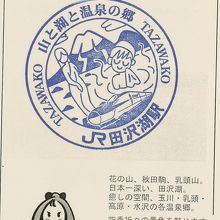 山と湖と温泉の郷
TAZAWAKO
TAZAWAKO
JR田沢湖駅
花の山、秋田駒、乳頭山。
日本一深い、田沢湖。
癒しの空間、玉川・乳頭・
高原・水沢の各温泉郷。